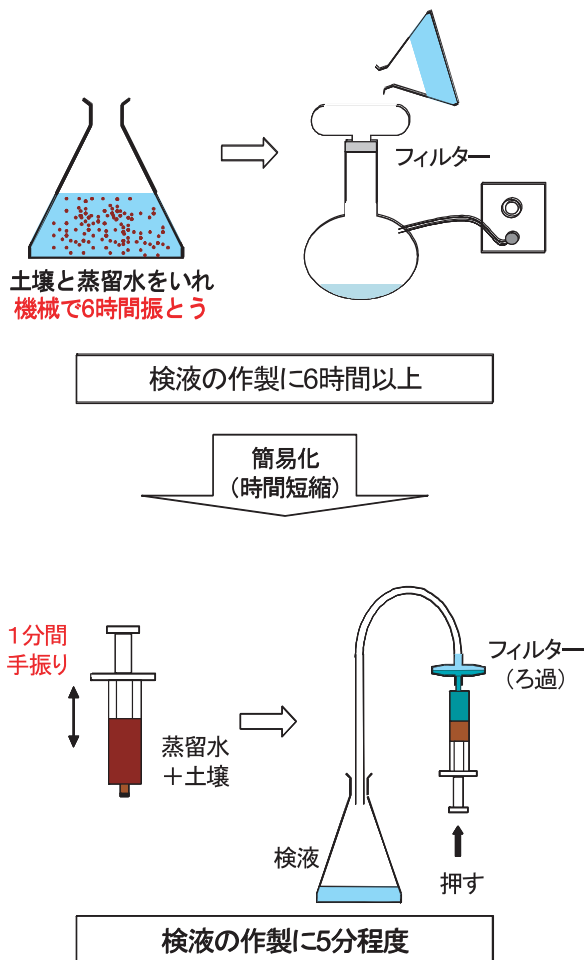 フィルター
土壌と蒸留水をいれ
機械で6時間振とう
検液の作製に6時間以上
簡易化
（時間短縮）
1分間
手振り
蒸留水
＋土壌
フィルター
（ろ過）
検液
押す
検液の作製に5分程度